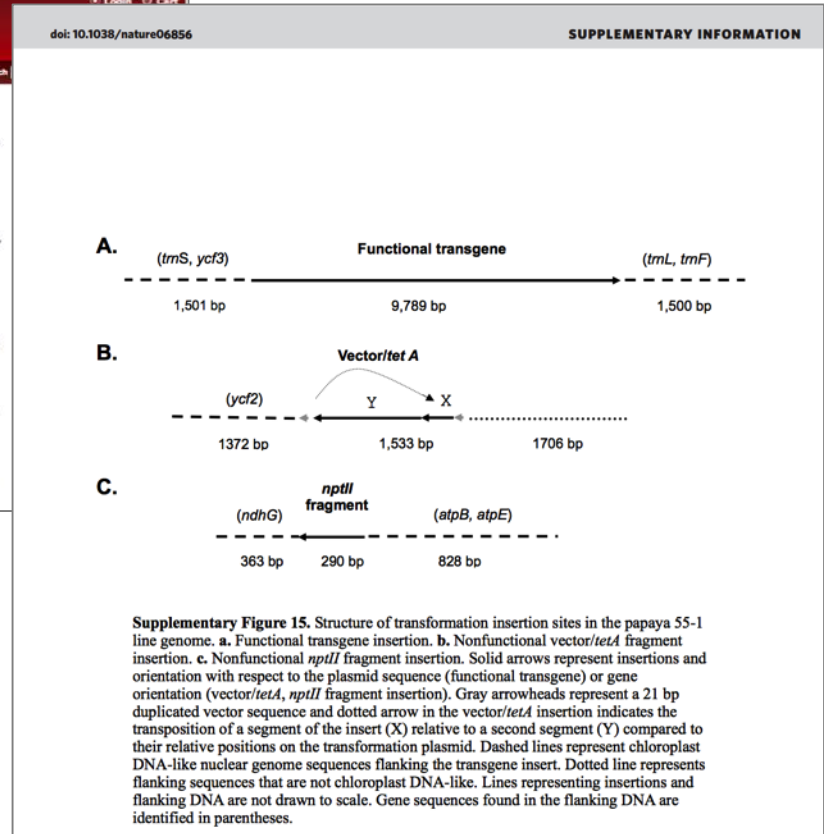 doi: 10.1038/nature06856
SUPPLEMENTARY INFORMATION
A.
(trnS, ycf3)
Functional transgene
(trnL, trnF)
1,501 bp
9,789 bp
1,500 bp
B.
Vector/tet A
(ycf2)
Y
X
1372 bp
1,533 bp
1706 bp
C.
nptII
fragment
(ndhG)
(atpB, atpE)
363 bp
290 bp
828 bp
Supplementary Figure 15. Structure of transformation insertion sites in the papaya 55-1
line genome. a. Functional transgene insertion. b. Nonfunctional vector/tetA fragment
insertion. c. Nonfunctional nptII fragment insertion. Solid arrows represent insertions and
orientation with respect to the plasmid sequence (functional transgene) or gene
orientation (vector/tetA, nptII fragment insertion). Gray arrowheads represent a 21 bp
duplicated vector sequence and dotted arrow in the vector/tetA insertion indicates the
transposition of a segment of the insert (X) relative to a second segment (Y) compared to
their relative positions on the transformation plasmid. Dashed lines represent chloroplast
DNA-like nuclear genome sequences flanking the transgene insert. Dotted line represents
flanking sequences that are not chloroplast DNA-like. Lines representing insertions and
flanking DNA are not drawn to scale. Gene sequences found in the flanking DNA are
identified in parentheses.